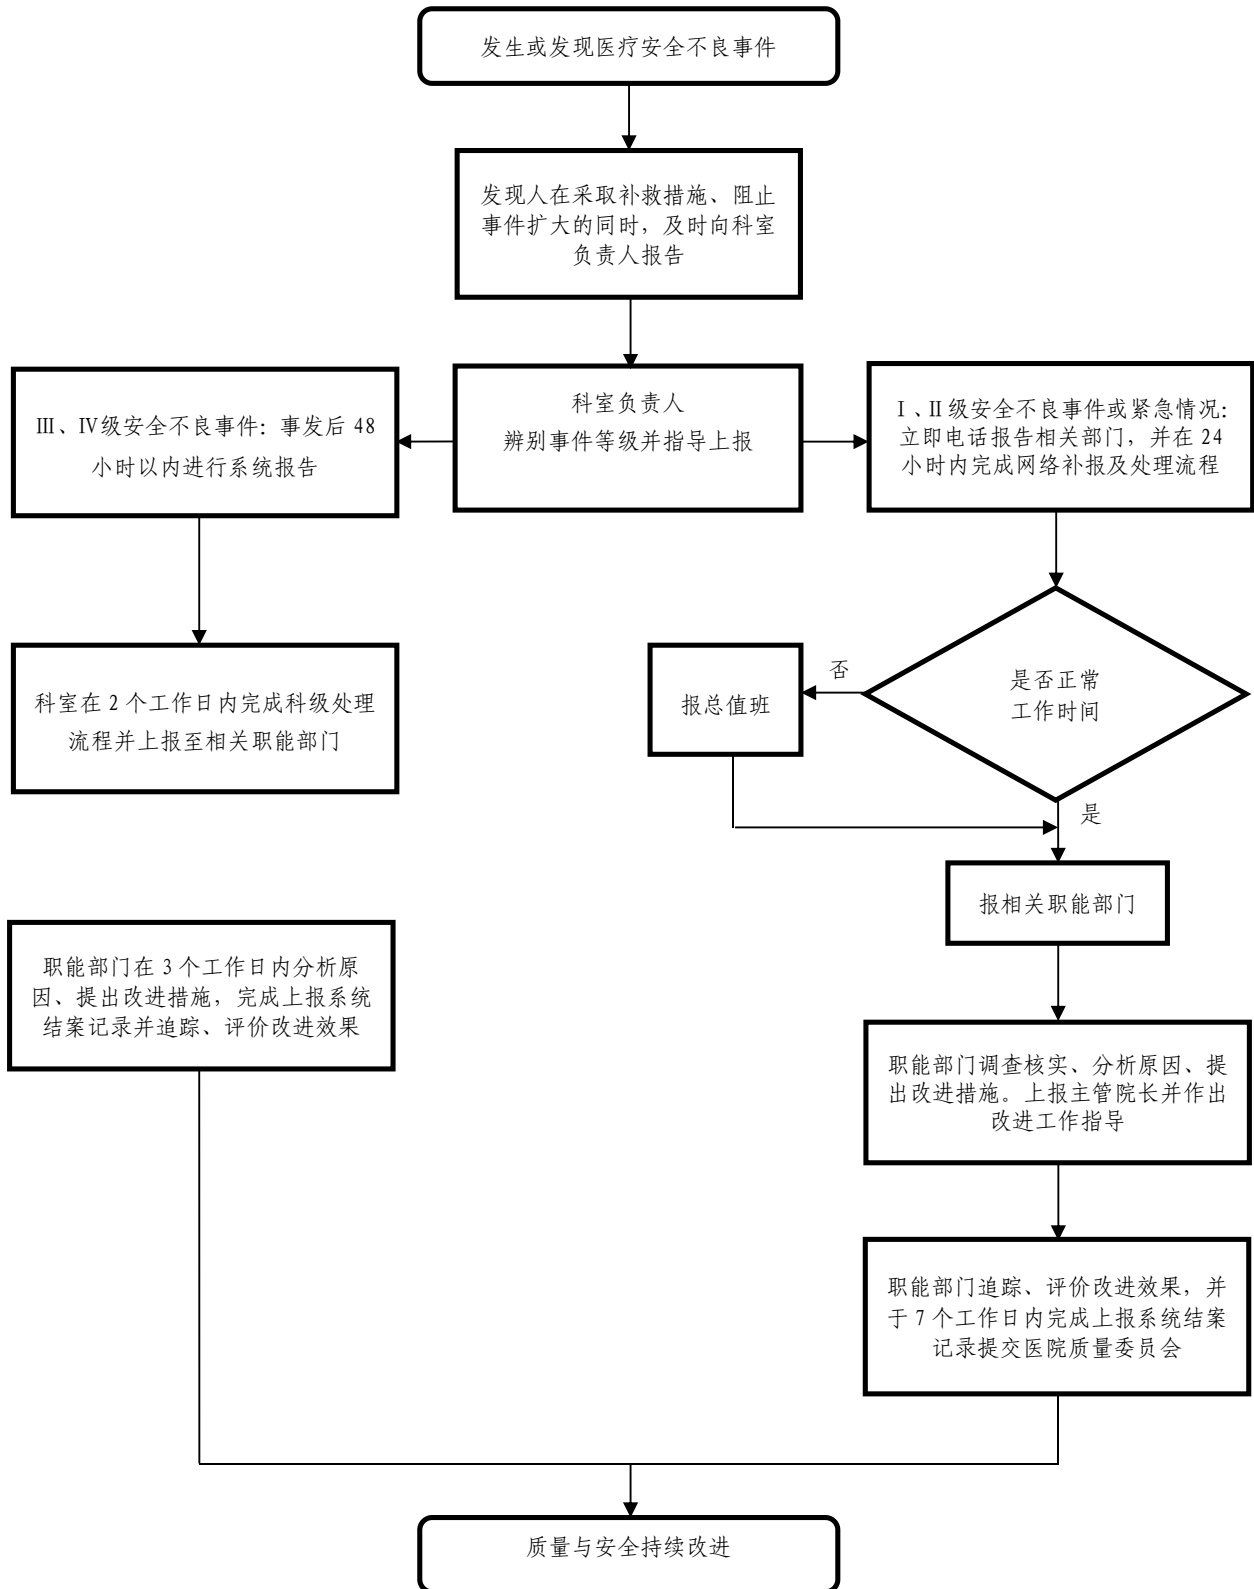 发生或发现医疗安全不良事件
发现人在采取补救措施、阻止
事件扩大的同时，及时向科室
负责人报告
科室负责人
辨别事件等级并指导上报
III、IV级安全不良事件：事发后 48
小时以内进行系统报告
I 、II 级安全不良事件或紧急情况：
立即电话报告相关部门，并在 24
小时内完成网络补报及处理流程
科室在 2 个工作日内完成科级处理
流程并上报至相关职能部门
否
报总值班
是否正常
工作时间
是
报相关职能部门
职能部门在 3 个工作日内分析原
因、提出改进措施，完成上报系统
结案记录并追踪、评价改进效果
职能部门调查核实、分析原因、提
出改进措施。上报主管院长并作出
改进工作指导
职能部门追踪、评价改进效果，并
于 7 个工作日内完成上报系统结案
记录提交医院质量委员会
质量与安全持续改进